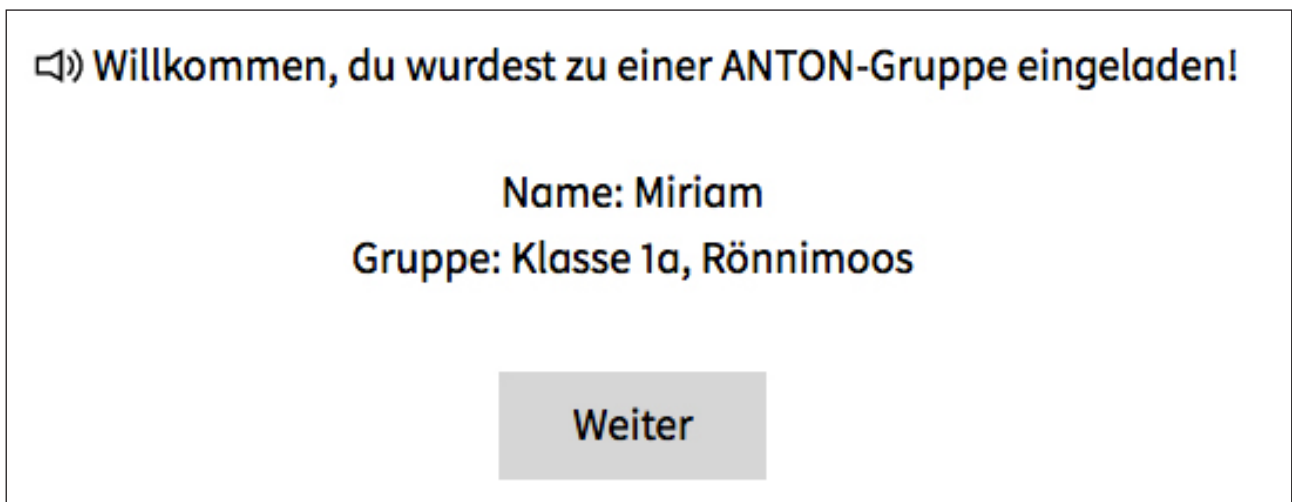 Willkommen, du wurdest zu einer ANTON-Gruppe eingeladen!
Name: Miriam
Gruppe: Klasse 1a, Rönnimoos
Weiter